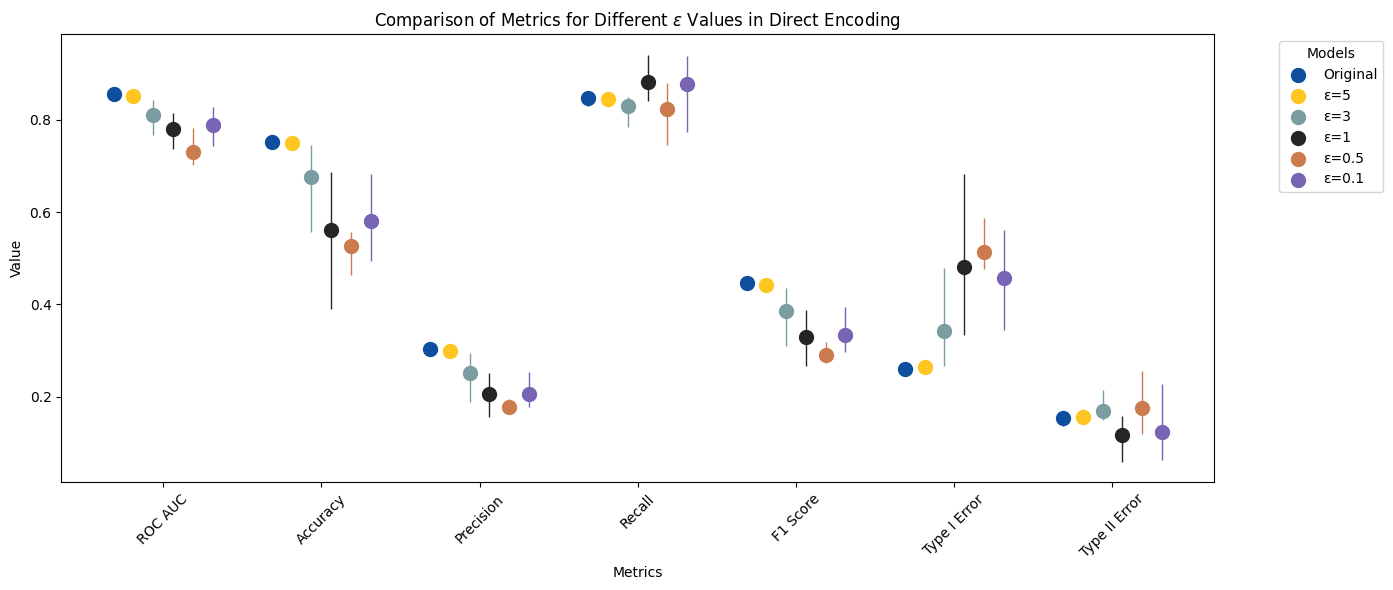 Comparison of Metrics for Different ε Values in Direct Encoding
Models
Original
ε=5
ε=3
ε=1
ε=0.5
ε=0.1
Value
0.8
0.6
0.4
0.2
ROC AUC
Accuracy
Precision
Recall
F1 Score
Type I Error
Type II Error
Metrics